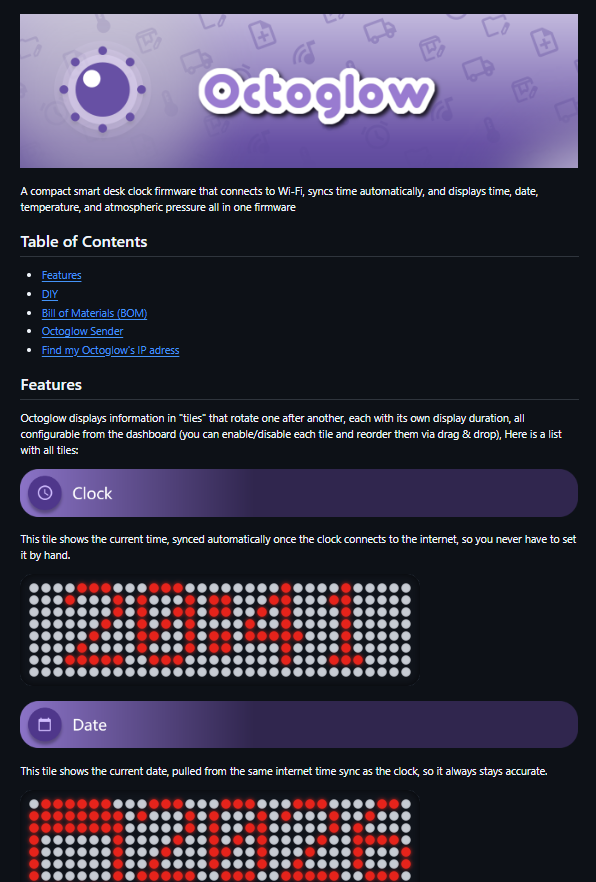 Octoglow
A compact smart desk clock firmware that connects to Wi-Fi, syncs time automatically, and displays time, date,
temperature, and atmospheric pressure all in one firmware
Table of Contents
Features
DIY
Bill of Materials (BOM)
Octoglow Sender
Find my Octoglow's IP adress
Features
Octoglow displays information in "tiles" that rotate one after another, each with its own display duration, all
configurable from the dashboard (you can enable/disable each tile and reorder them via drag & drop), Here is a list
with all tiles:
Clock
This tile shows the current time, synced automatically once the clock connects to the internet, so you never have to set
it by hand.
20:41
Date
This tile shows the current date, pulled from the same internet time sync as the clock, so it always stays accurate.